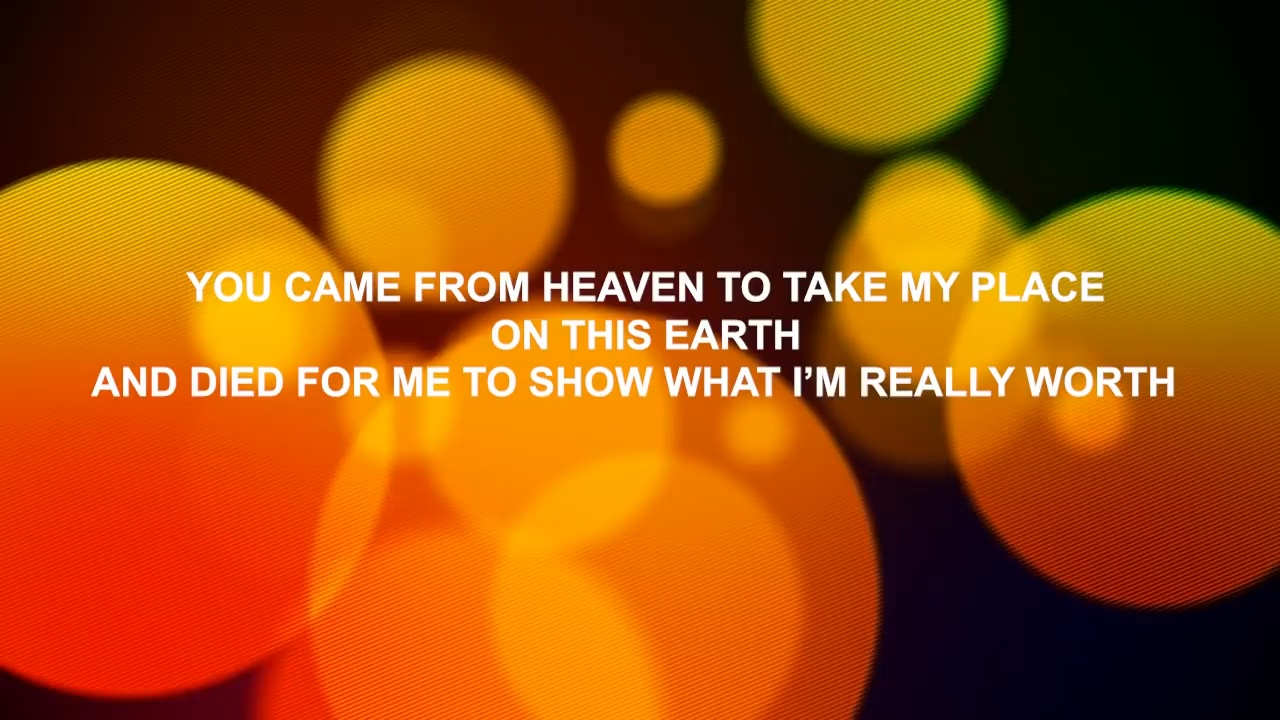 YOU CAME FROM HEAVEN TO TAKE MY PLACE
ON THIS EARTH
AND DIED FOR ME TO SHOW WHAT I’M REALLY WORTH